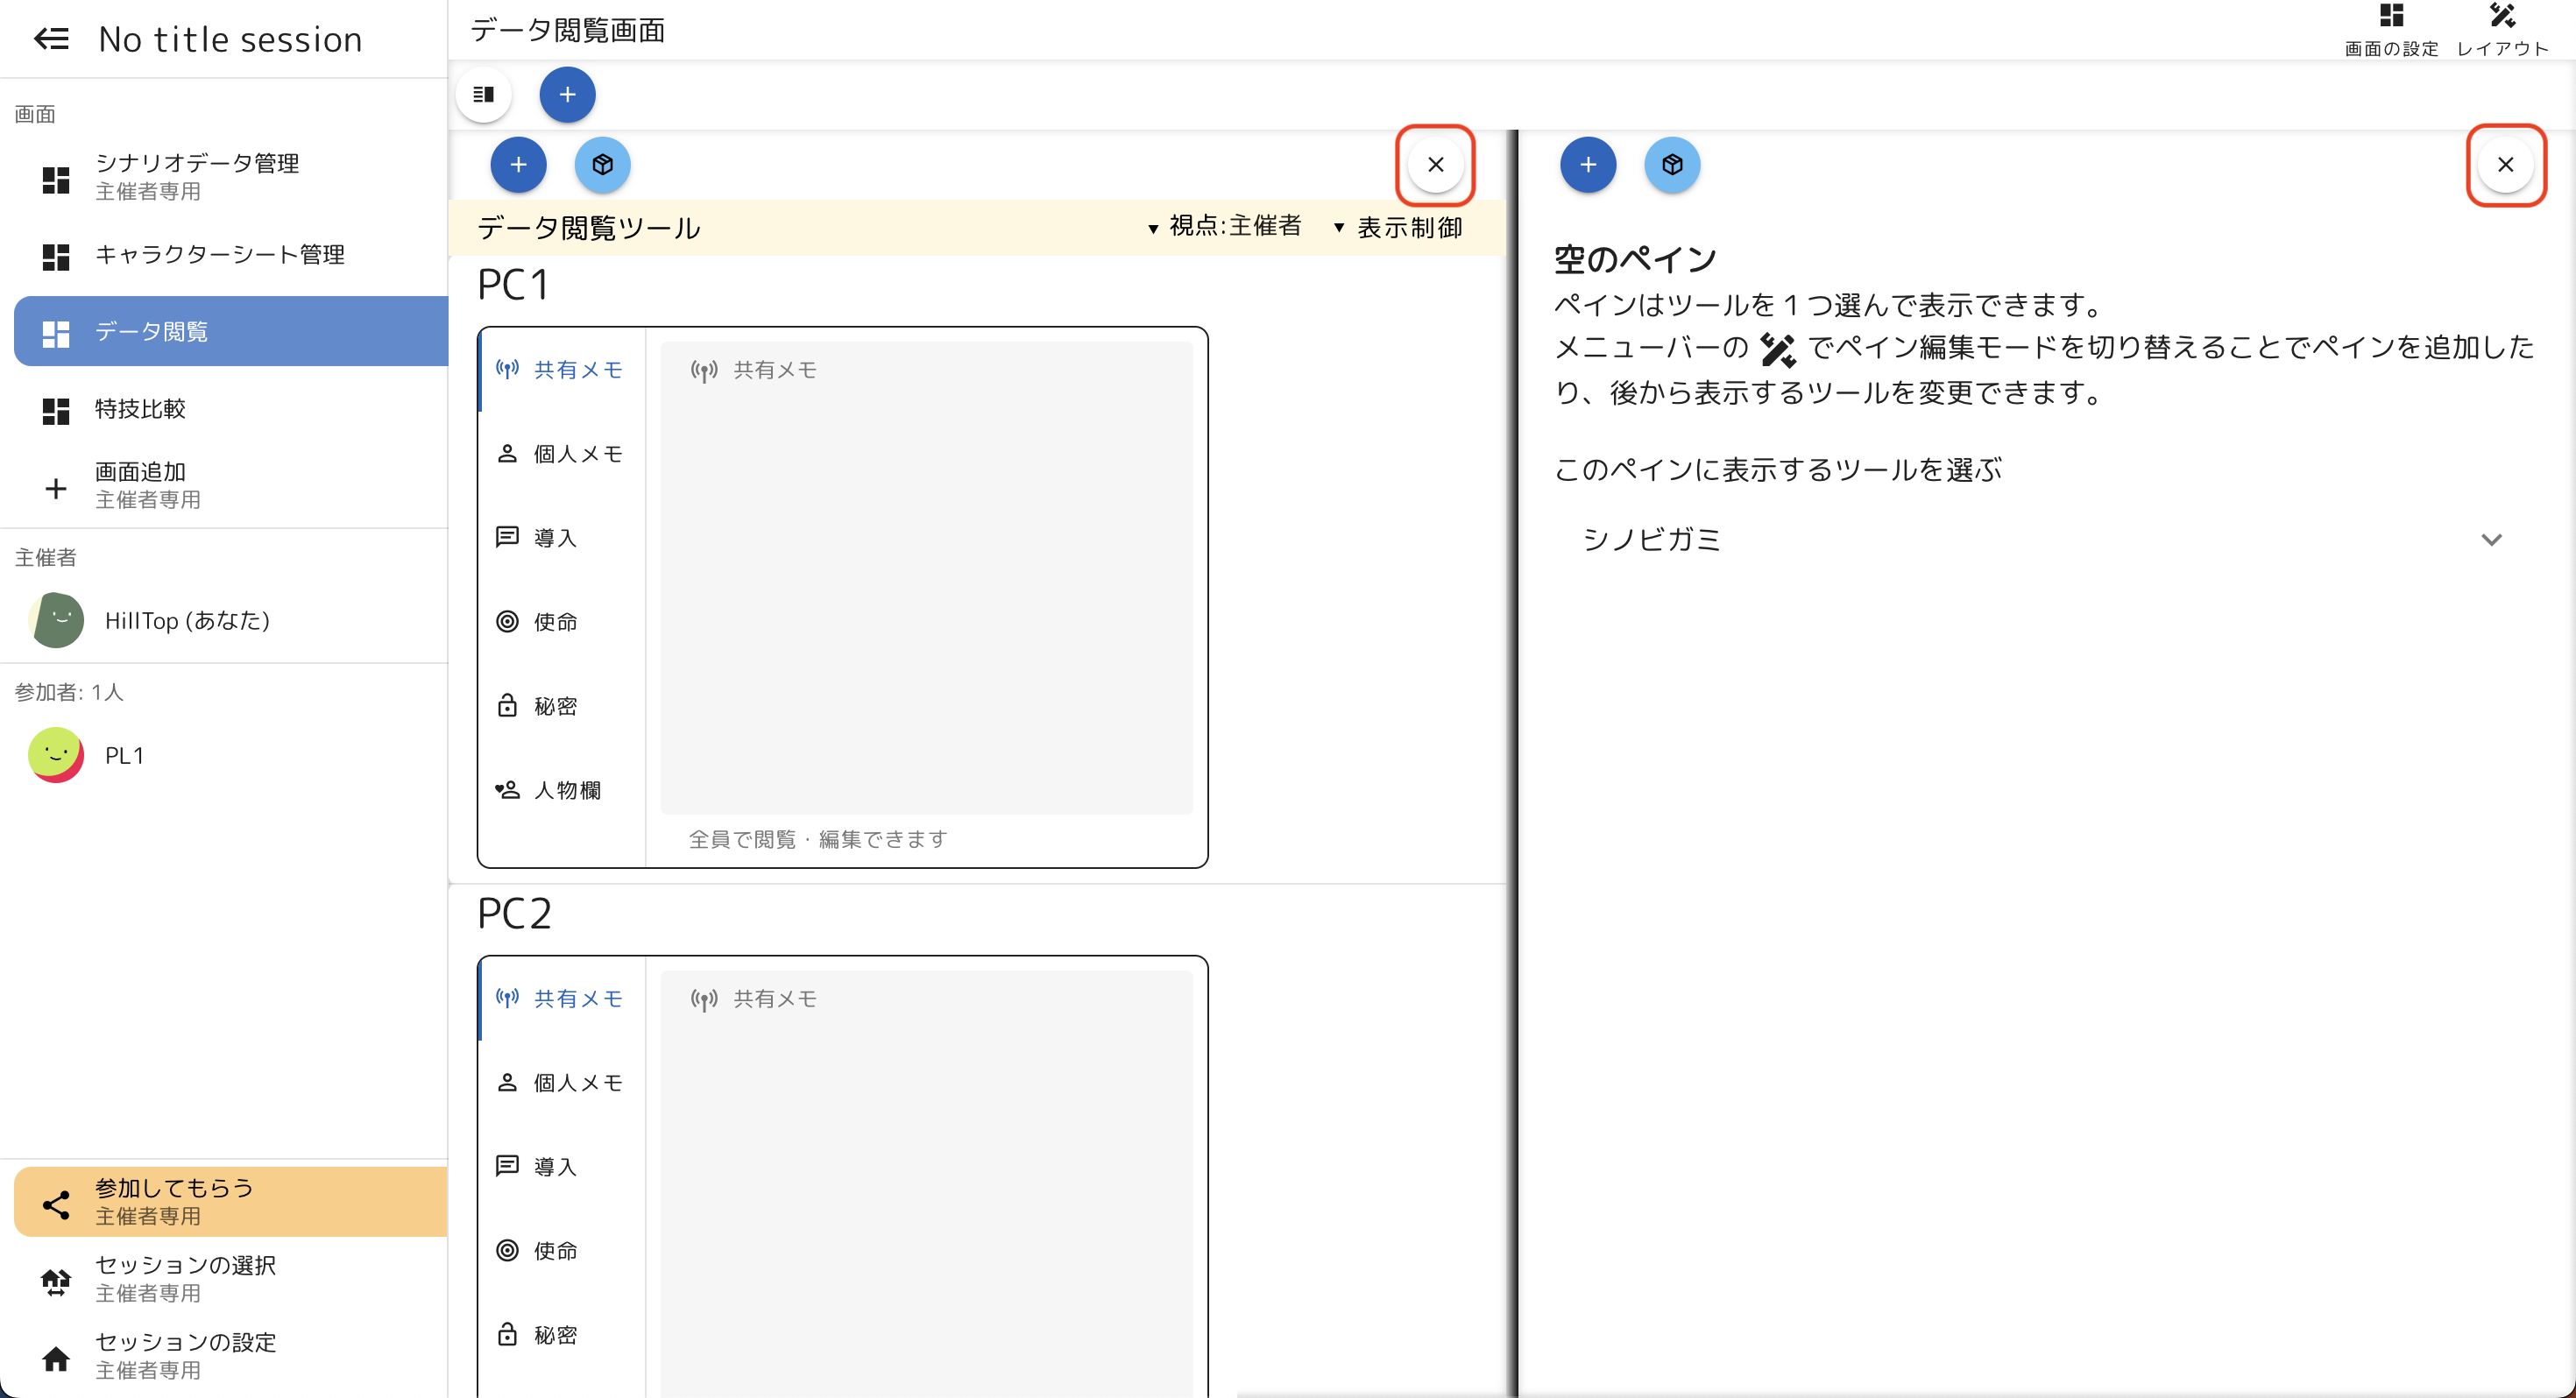 No title session
画面
シナリオデータ管理
主催者専用
キャラクターシート管理
データ閲覧
特技比較
画面追加
主催者専用
主催者
HillTop (あなた)
参加者: 1人
PL1
参加してもらう
主催者専用
セッションの選択
主催者専用
セッションの設定
主催者専用
データ閲覧画面
画面の設定
レイアウト
データ閲覧ツール
▼ 視点:主催者
▼ 表示制御
PC1
共有メモ
個人メモ
導入
使命
秘密
人物欄
共有メモ
全員で閲覧・編集できます
PC2
共有メモ
個人メモ
導入
使命
秘密
共有メモ
空のペイン
ペインはツールを1つ選んで表示できます。
メニューバーの でペイン編集モードを切り替えることでペインを追加した
り、後から表示するツールを変更できます。
このペインに表示するツールを選ぶ
シノビガミ